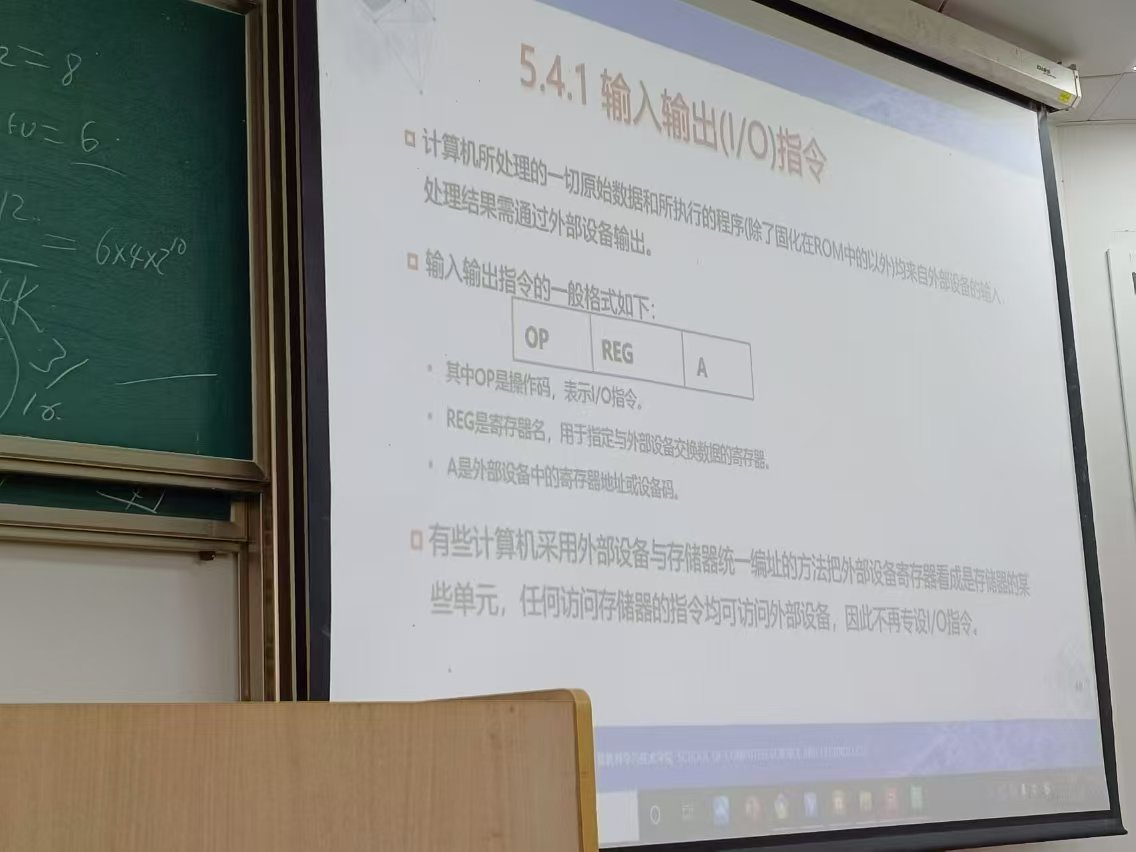 2=8
=6
12
=6×4×2^10
5.4.1 输入输出(I/O)指令
计算机所处理的一切原始数据和所执行的程序(除了固化在ROM中的以外)均来自外部设备的输入，
处理结果需通过外部设备输出。
输入输出指令的一般格式如下：
OP REG A
其中OP是操作码，表示I/O指令。
REG是寄存器名，用于指定与外部设备交换数据的寄存器。
A是外部设备中的寄存器地址或设备码。
有些计算机采用外部设备与存储器统一编址的方法把外部设备寄存器看成是存储器的某
些单元，任何访问存储器的指令均可访问外部设备，因此不再专设I/O指令。
SCHOOL OF COMPUTER SCIENCE AND TECHNOLOGY